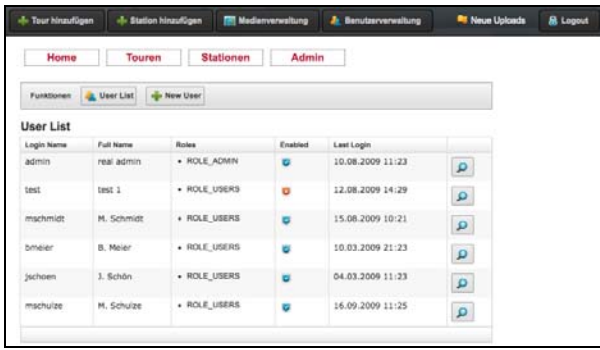 Tour hinzufügen Station hinzufügen Medienverwaltung Benutzerverwaltung Neue Uploads Logout
Home Touren Stationen Admin
Funktionen User List New User
User List
Login Name Full Name Roles Enabled Last Login
admin real admin • ROLE_ADMIN 10.08.2009 11:23
test test 1 • ROLE_USERS 12.08.2009 14:29
mschmidt M. Schmidt • ROLE_USERS 15.08.2009 10:21
bmeier B. Meier • ROLE_USERS 10.03.2009 21:23
jschoen J. Schön • ROLE_USERS 04.03.2009 11:23
mschulze M. Schulze • ROLE_USERS 16.09.2009 11:25